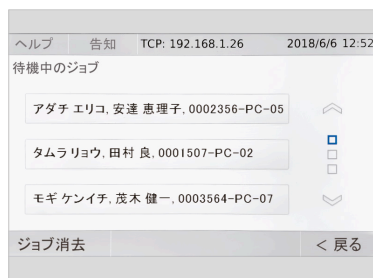 ヘルプ 告知 TCP: 192.168.1.26 2018/6/6 12:52
待機中のジョブ
アダチ エリコ, 安達 恵理子, 0002356-PC-05
タムラ リョウ, 田村 良, 0001507-PC-02
モギ ケンイチ, 茂木 健一, 0003564-PC-07
ジョブ消去 < 戻る